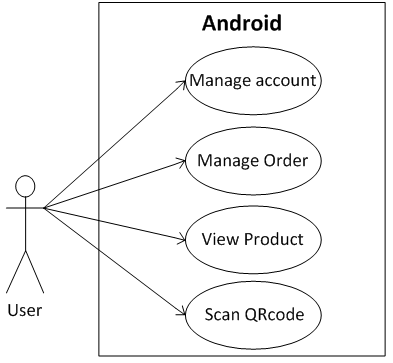 Android
Manage account
Manage Order
View Product
Scan QRcode
User